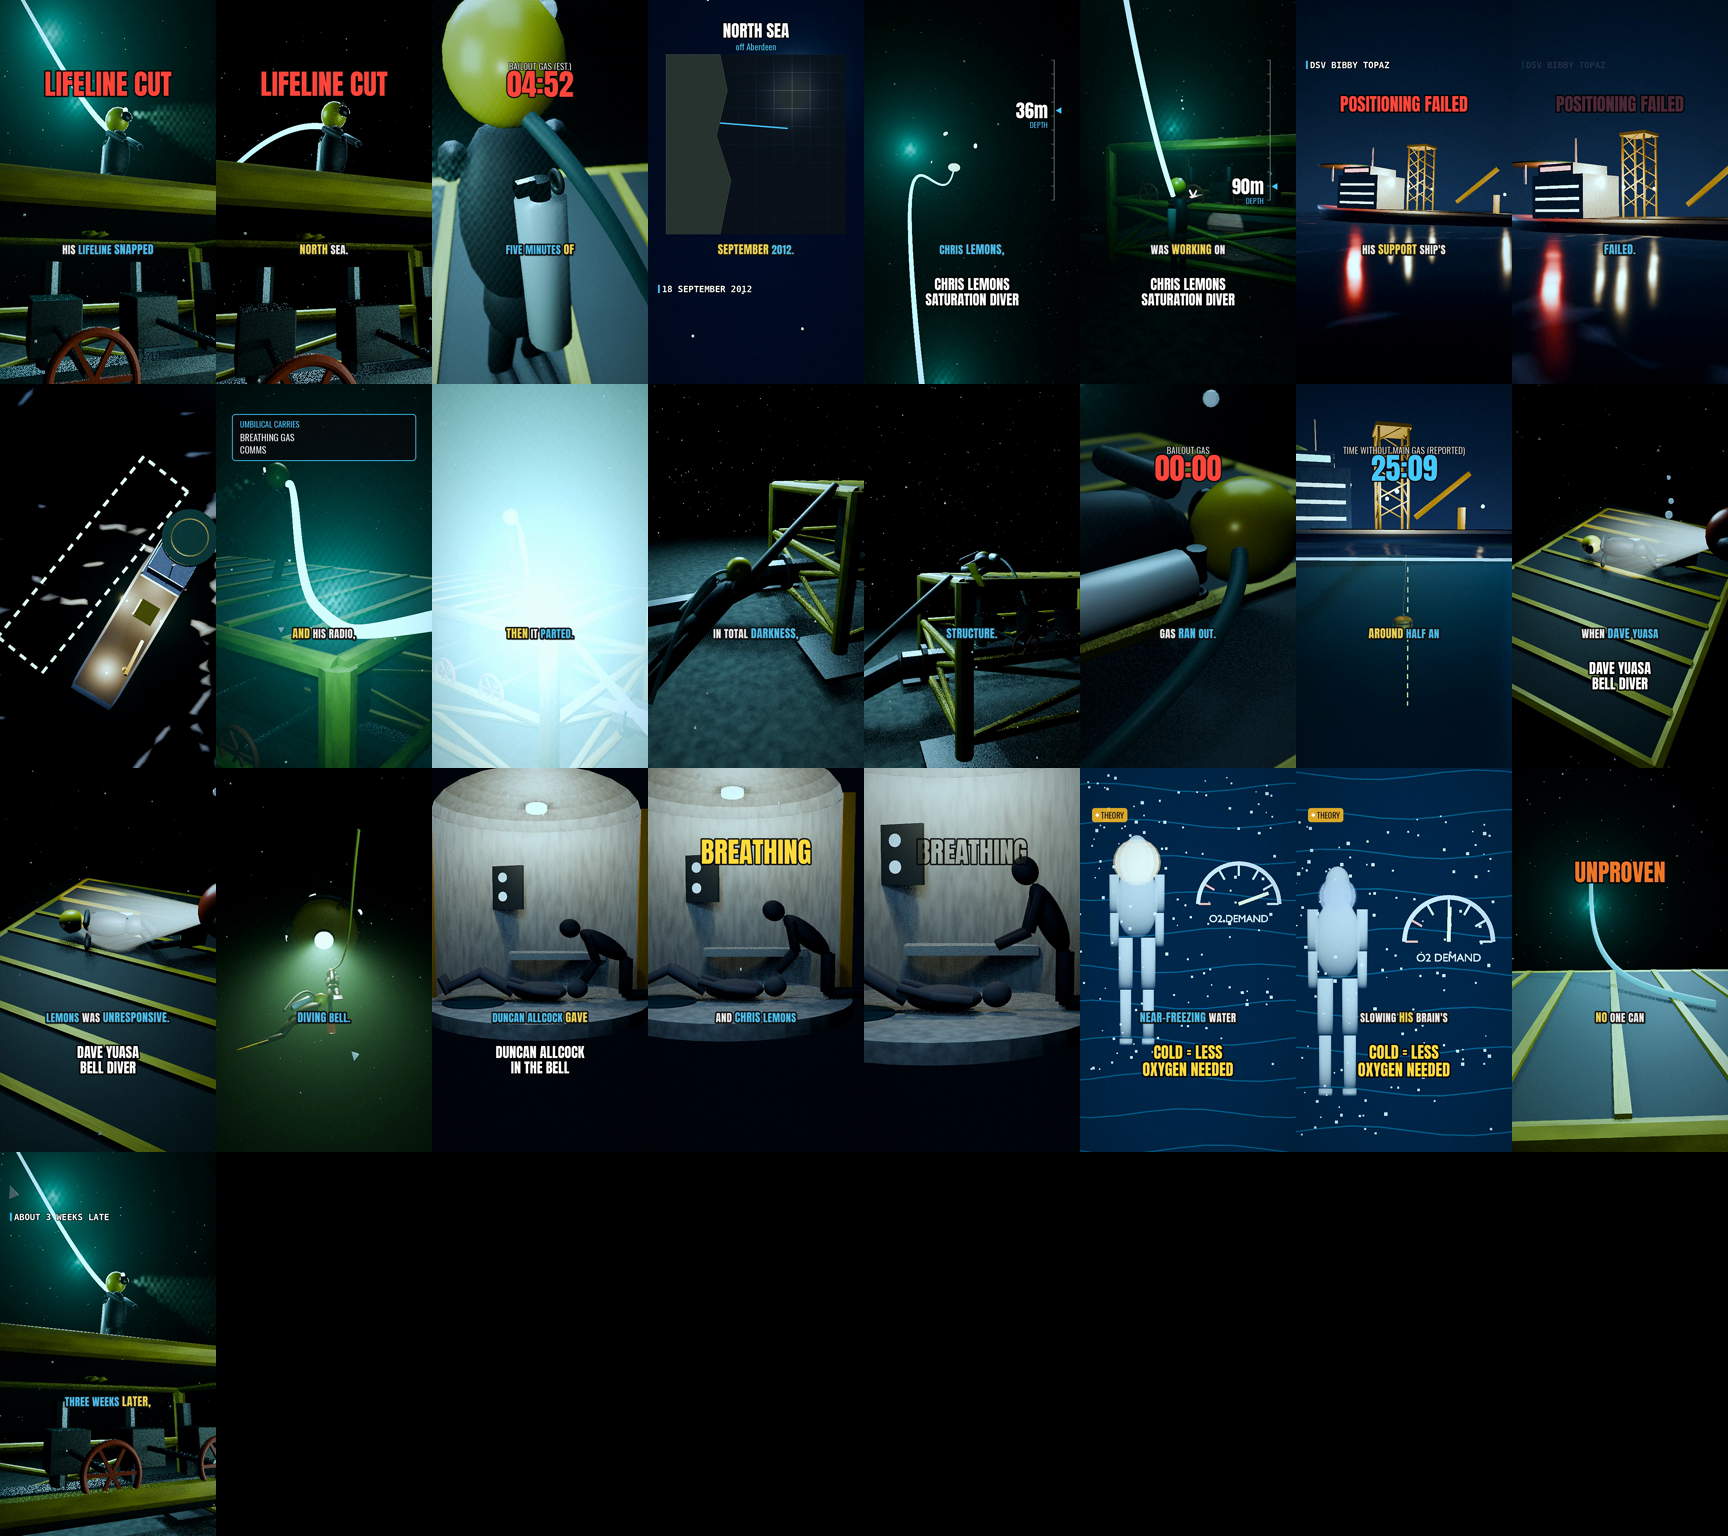 LIFELINE CUT
HIS LIFELINE SNAPPED
LIFELINE CUT
NORTH SEA.
BAILOUT GAS (EST.)
04:52
FIVE MINUTES OF
NORTH SEA
off Aberdeen
SEPTEMBER 2012.
18 SEPTEMBER 2012
36m
DEPTH
CHRIS LEMONS,
CHRIS LEMONS
SATURATION DIVER
90m
DEPTH
WAS WORKING ON
CHRIS LEMONS
SATURATION DIVER
DSV BIBBY TOPAZ
POSITIONING FAILED
HIS SUPPORT SHIP'S
DSV BIBBY TOPAZ
POSITIONING FAILED
FAILED.
UMBILICAL CARRIES
BREATHING GAS
COMMS
AND HIS RADIO,
THEN IT PARTED.
IN TOTAL DARKNESS,
STRUCTURE.
BAILOUT GAS
00:00
GAS RAN OUT.
TIME WITHOUT MAIN GAS (REPORTED)
25:09
AROUND HALF AN
WHEN DAVE YUASA
DAVE YUASA
BELL DIVER
LEMONS WAS UNRESPONSIVE.
DAVE YUASA
BELL DIVER
DIVING BELL.
DUNCAN ALLCOCK GAVE
DUNCAN ALLCOCK
IN THE BELL
BREATHING
AND CHRIS LEMONS
BREATHING
THEORY
O2 DEMAND
NEAR-FREEZING WATER
COLD = LESS
OXYGEN NEEDED
THEORY
O2 DEMAND
SLOWING HIS BRAIN'S
COLD = LESS
OXYGEN NEEDED
UNPROVEN
NO ONE CAN
ABOUT 3 WEEKS LATE
THREE WEEKS LATER,